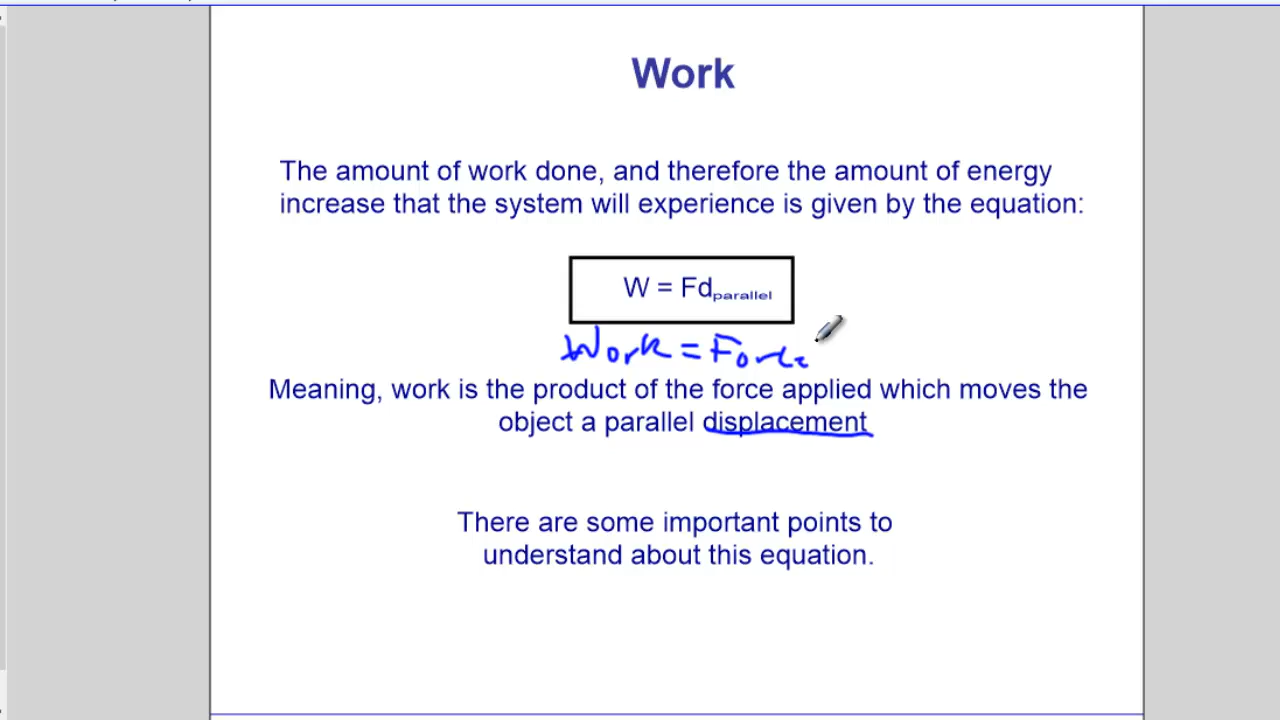 Work
The amount of work done, and therefore the amount of energy
increase that the system will experience is given by the equation:
W = Fdparallel
Work = Force
Meaning, work is the product of the force applied which moves the
object a parallel displacement
There are some important points to
understand about this equation.